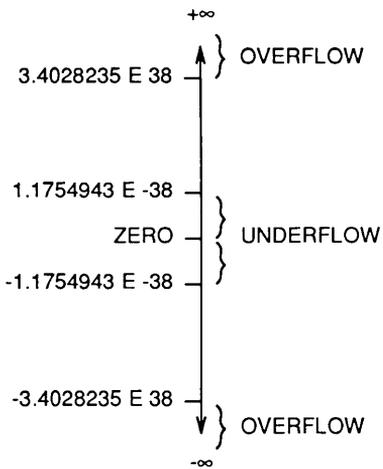 +∞
OVERFLOW
3.4028235 E 38
1.1754943 E -38
ZERO
UNDERFLOW
-1.1754943 E -38
-3.4028235 E 38
OVERFLOW
-∞